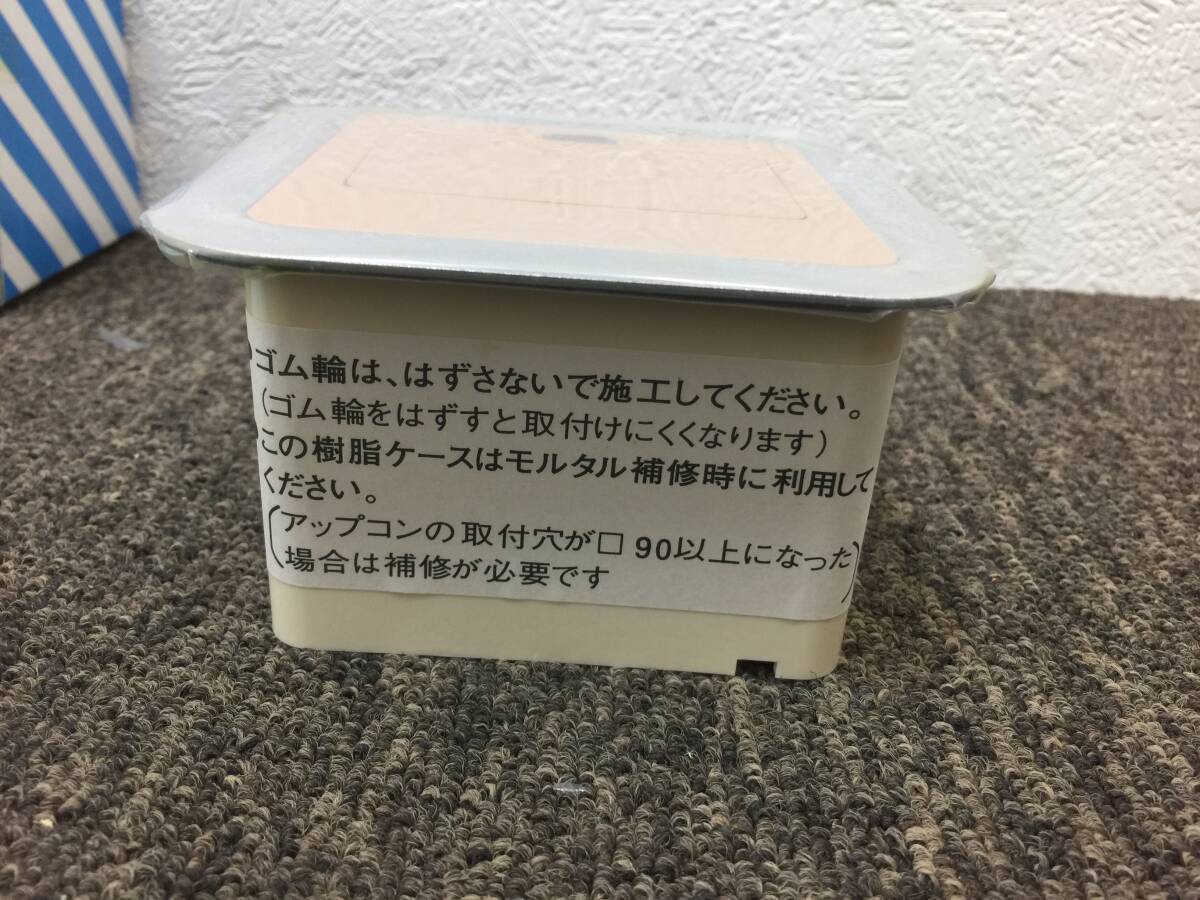 ゴム輪は、はずさないで施工してください。
(ゴム輪をはずすと取付けにくくなります)
この樹脂ケースはモルタル補修時に利用して
ください。
(アップコンの取付穴が□90以上になった
場合は補修が必要です)